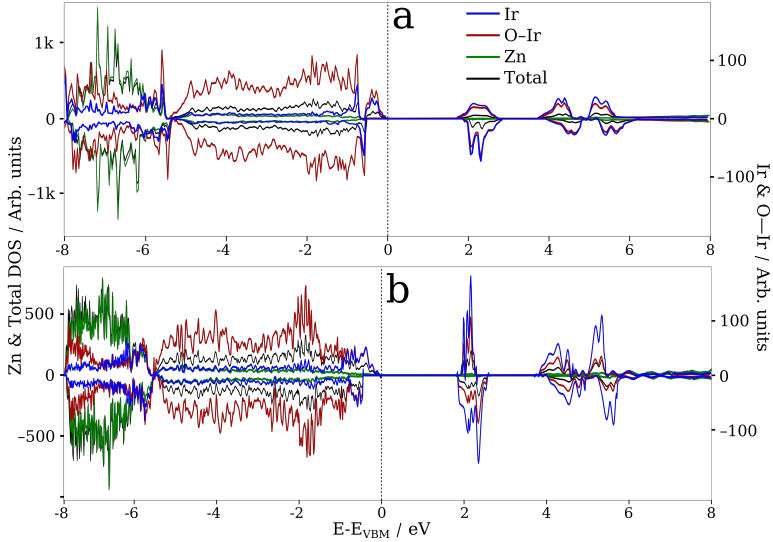 a
Ir
O–Ir
Zn
Total
1k
0
–1k
100
0
–100
-8
-6
-4
-2
0
2
4
6
8
b
500
0
–500
100
0
–100
-8
-6
-4
-2
0
2
4
6
8
E-EVBM / eV
Zn & Total DOS / Arb. units
Ir & O—Ir / Arb. units